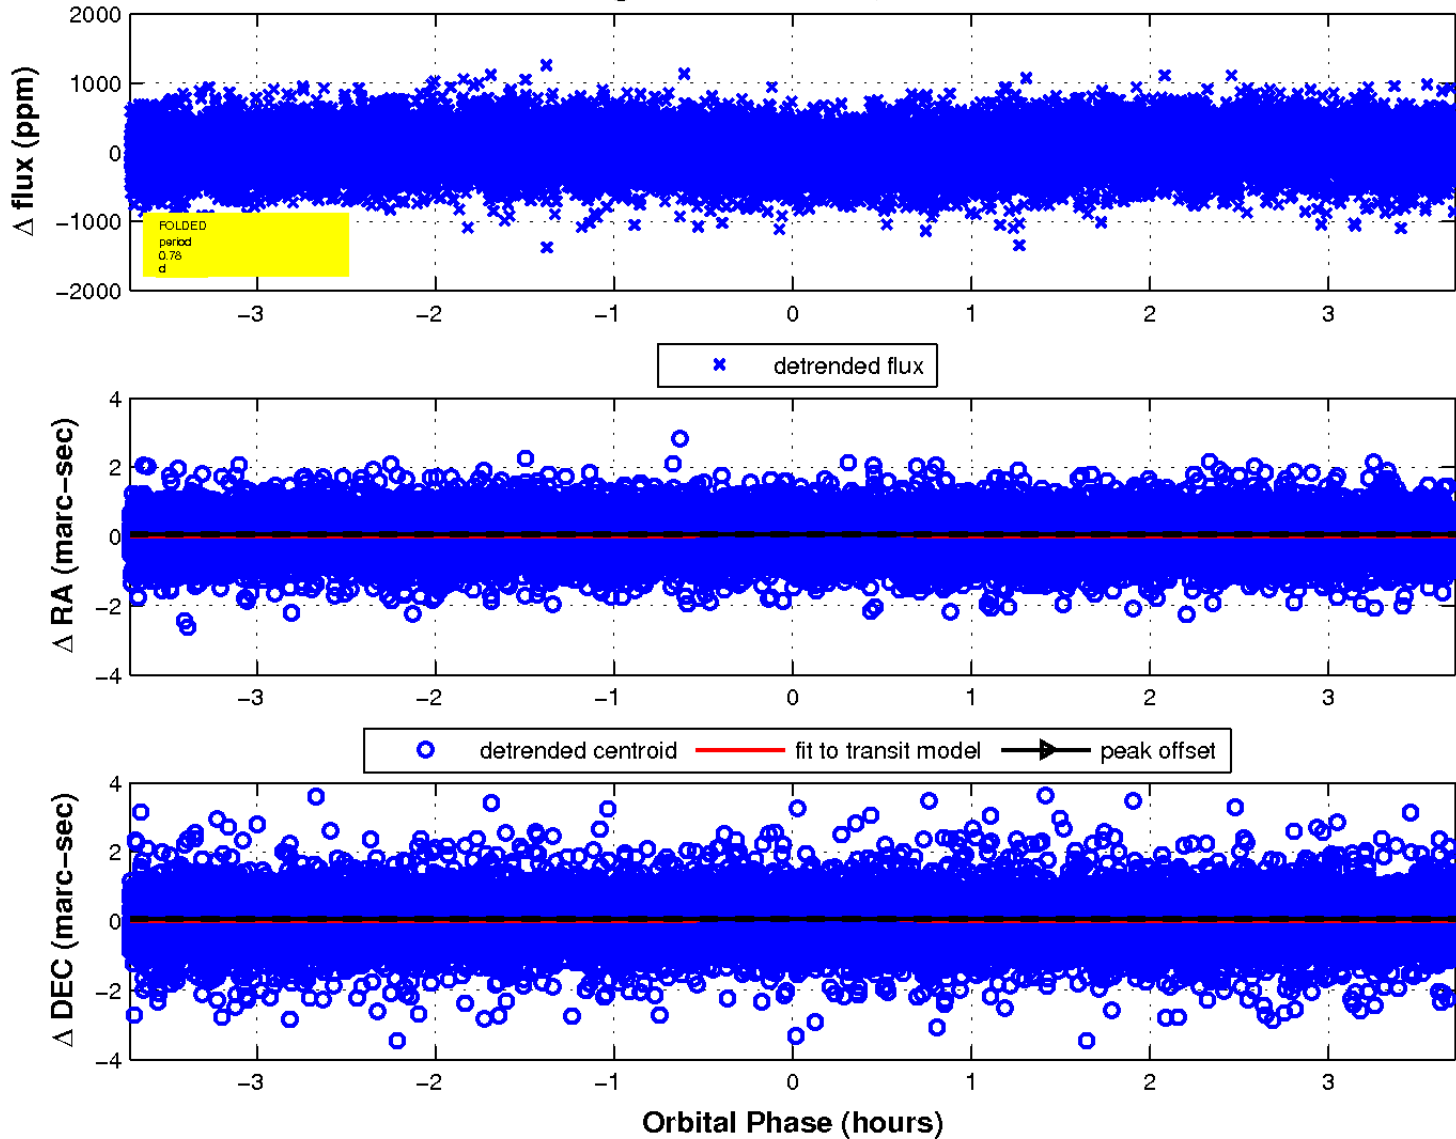 2000
1000
0
−1000
−2000
Δ flux (ppm)
FOLDED
period
0.78
d
−3 −2 −1 0 1 2 3
detrended flux
4
2
0
−2
−4
Δ RA (marc−sec)
−3 −2 −1 0 1 2 3
detrended centroid fit to transit model peak offset
4
2
0
−2
−4
Δ DEC (marc−sec)
−3 −2 −1 0 1 2 3
Orbital Phase (hours)